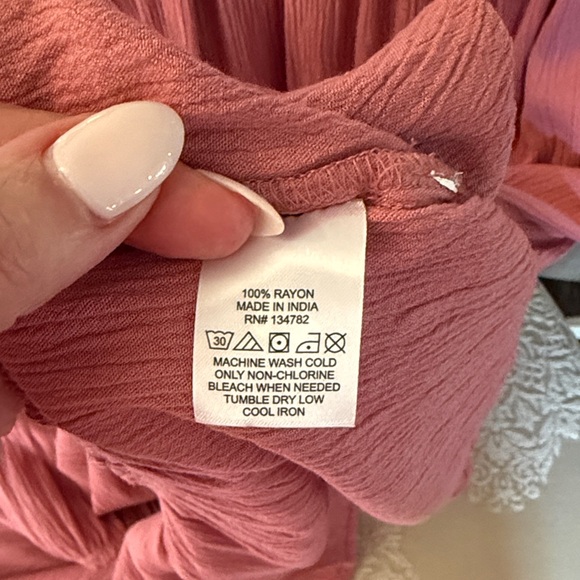 100% RAYON
MADE IN INDIA
RN# 134782
30
MACHINE WASH COLD
ONLY NON-CHLORINE
BLEACH WHEN NEEDED
TUMBLE DRY LOW
COOL IRON